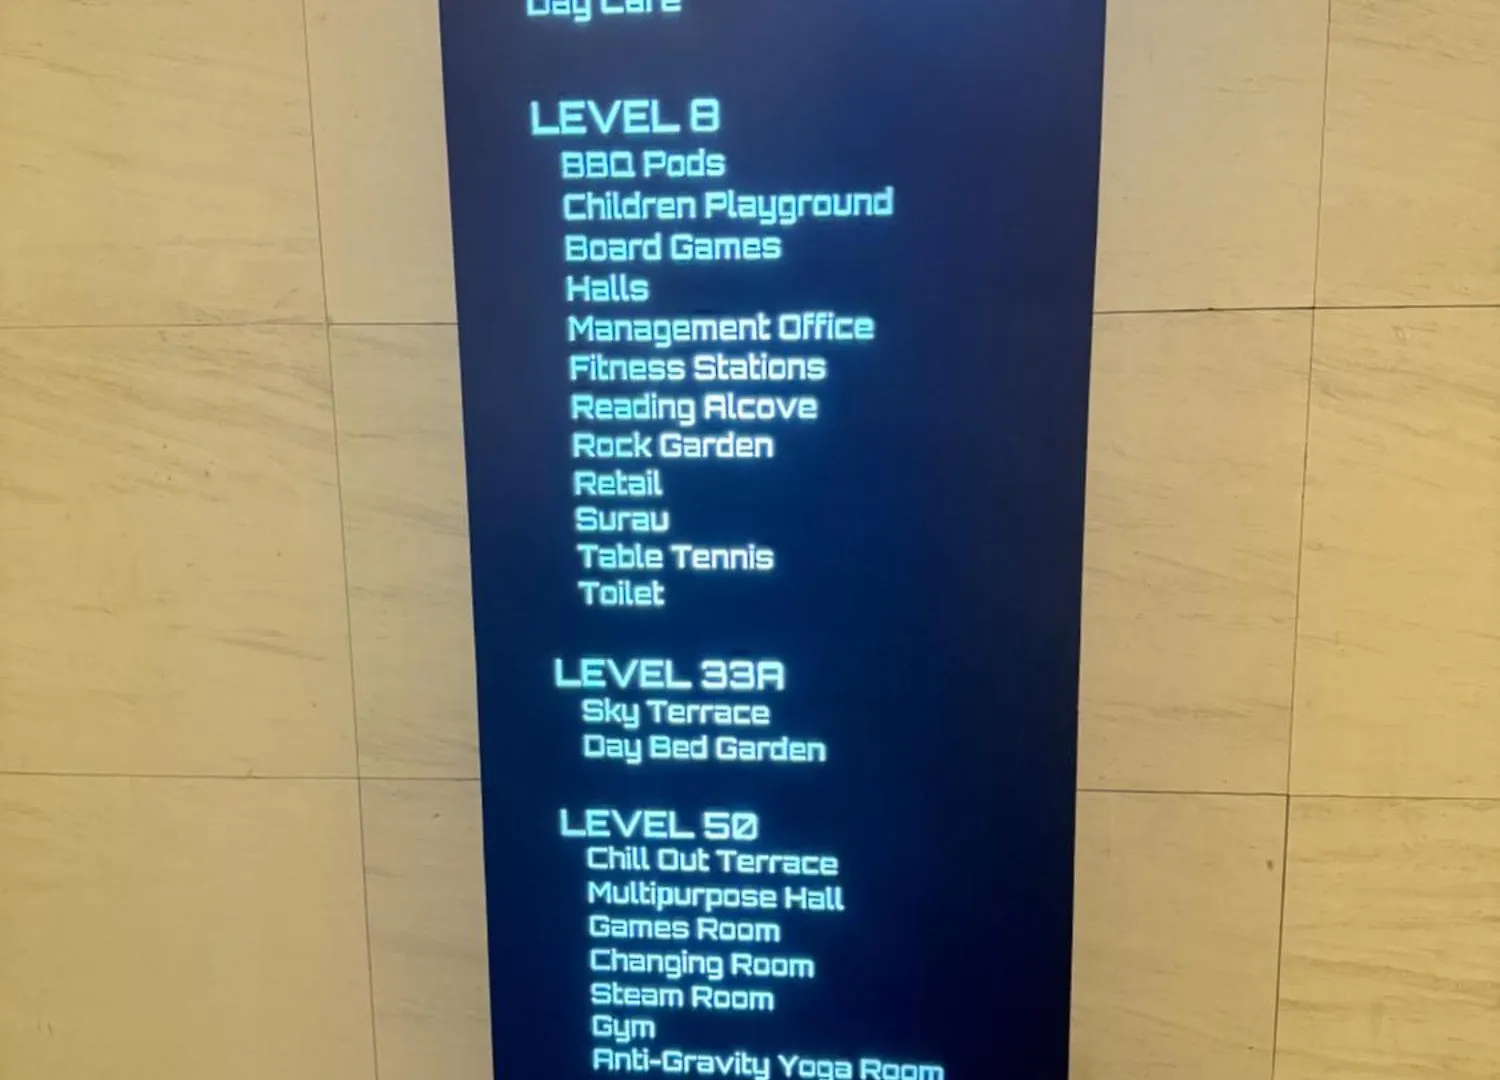 Day Care
LEVEL 8
BBQ Pods
Children Playground
Board Games
Halls
Management Office
Fitness Stations
Reading Alcove
Rock Garden
Retail
Surau
Table Tennis
Toilet
LEVEL 33A
Sky Terrace
Day Bed Garden
LEVEL 50
Chill Out Terrace
Multipurpose Hall
Games Room
Changing Room
Steam Room
Gym
Anti-Gravity Yoga Room